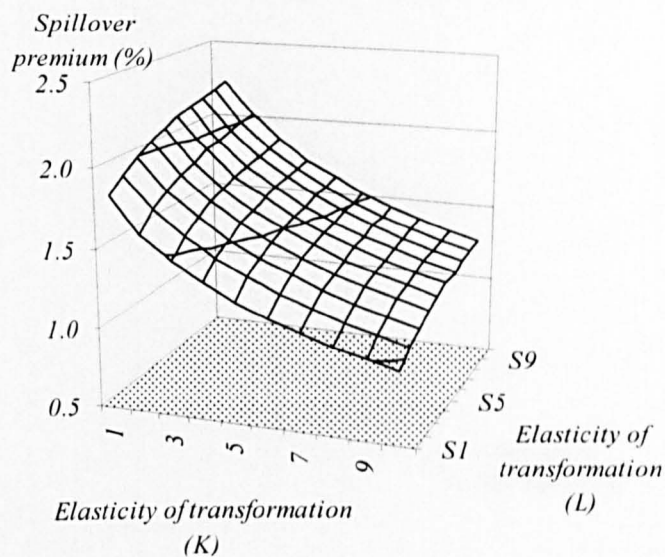 Spillover
premium (%)
2.5
2.0
1.5
1.0
0.5
1
3
5
7
9
S1
S5
S9
Elasticity of
transformation
(L)
Elasticity of transformation
(K)